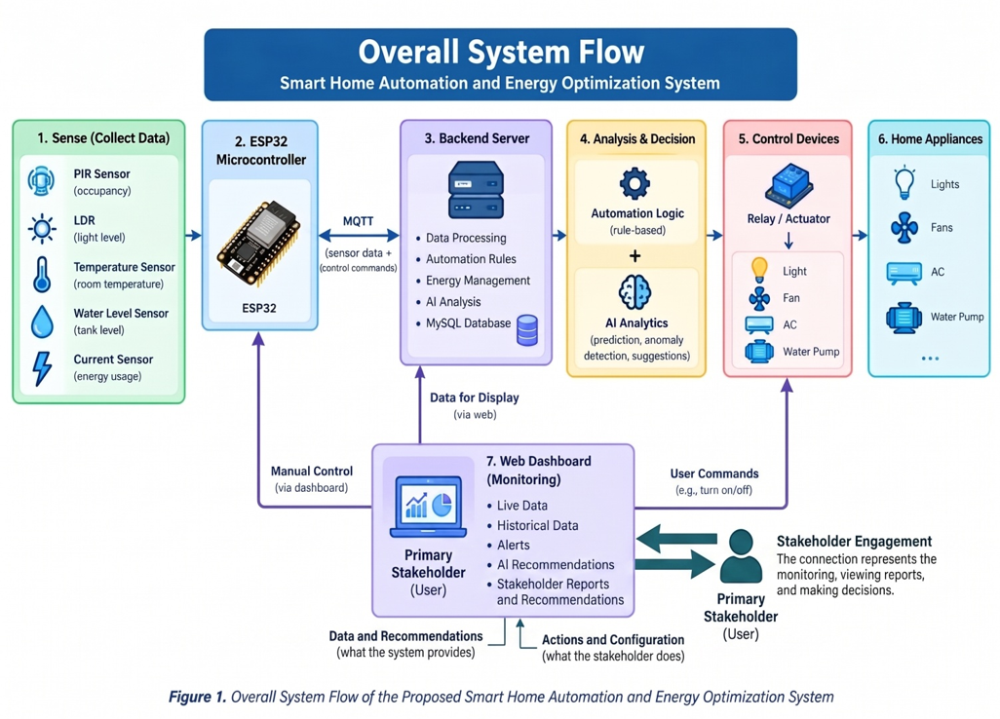 Overall System Flow
Smart Home Automation and Energy Optimization System
1. Sense (Collect Data)
PIR Sensor
(occupancy)
LDR
(light level)
Temperature Sensor
(room temperature)
Water Level Sensor
(tank level)
Current Sensor
(energy usage)
2. ESP32
Microcontroller
ESP32
MQTT
(sensor data +
(control commands)
3. Backend Server
• Data Processing
• Automation Rules
• Energy Management
• AI Analysis
• MySQL Database
4. Analysis & Decision
Automation Logic
(rule-based)
+
AI Analytics
(prediction, anomaly
detection, suggestions)
5. Control Devices
Relay / Actuator
Light
Fan
AC
Water Pump
6. Home Appliances
Lights
Fans
AC
Water Pump
...
Data for Display
(via web)
Manual Control
(via dashboard)
User Commands
(e.g., turn on/off)
7. Web Dashboard
(Monitoring)
Primary
Stakeholder
(User)
• Live Data
• Historical Data
• Alerts
• AI Recommendations
• Stakeholder Reports
and Recommendations
Primary
Stakeholder
(User)
Stakeholder Engagement
The connection represents the
monitoring, viewing reports,
and making decisions.
Data and Recommendations
(what the system provides)
Actions and Configuration
(what the stakeholder does)
Figure 1. Overall System Flow of the Proposed Smart Home Automation and Energy Optimization System